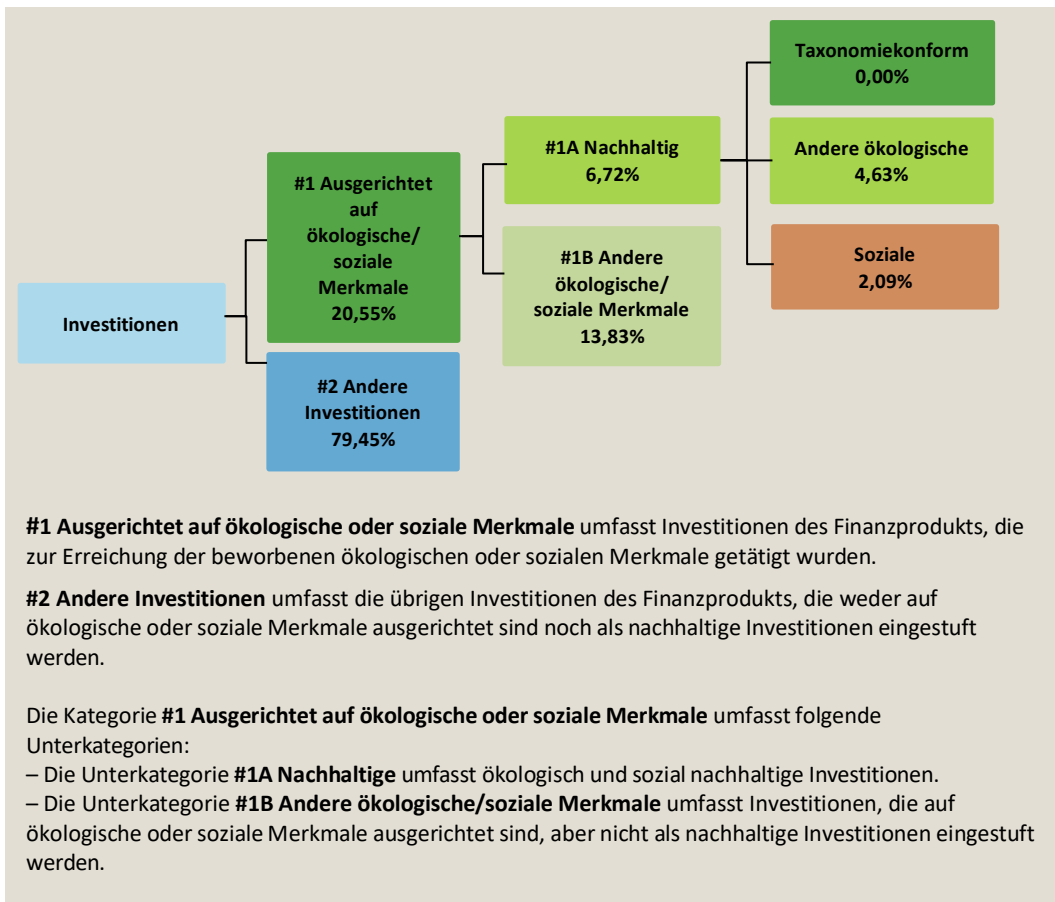 Taxonomiekonform
0,00%
#1A Nachhaltig
6,72%
Andere ökologische
4,63%
#1 Ausgerichtet
auf
ökologische/
soziale
Merkmale
20,55%
#1B Andere
ökologische/
soziale Merkmale
13,83%
Soziale
2,09%
Investitionen
#2 Andere
Investitionen
79,45%
#1 Ausgerichtet auf ökologische oder soziale Merkmale umfasst Investitionen des Finanzprodukts, die
zur Erreichung der beworbenen ökologischen oder sozialen Merkmale getätigt wurden.
#2 Andere Investitionen umfasst die übrigen Investitionen des Finanzprodukts, die weder auf
ökologische oder soziale Merkmale ausgerichtet sind noch als nachhaltige Investitionen eingestuft
werden.
Die Kategorie #1 Ausgerichtet auf ökologische oder soziale Merkmale umfasst folgende
Unterkategorien:
– Die Unterkategorie #1A Nachhaltige umfasst ökologisch und sozial nachhaltige Investitionen.
– Die Unterkategorie #1B Andere ökologische/soziale Merkmale umfasst Investitionen, die auf
ökologische oder soziale Merkmale ausgerichtet sind, aber nicht als nachhaltige Investitionen eingestuft
werden.